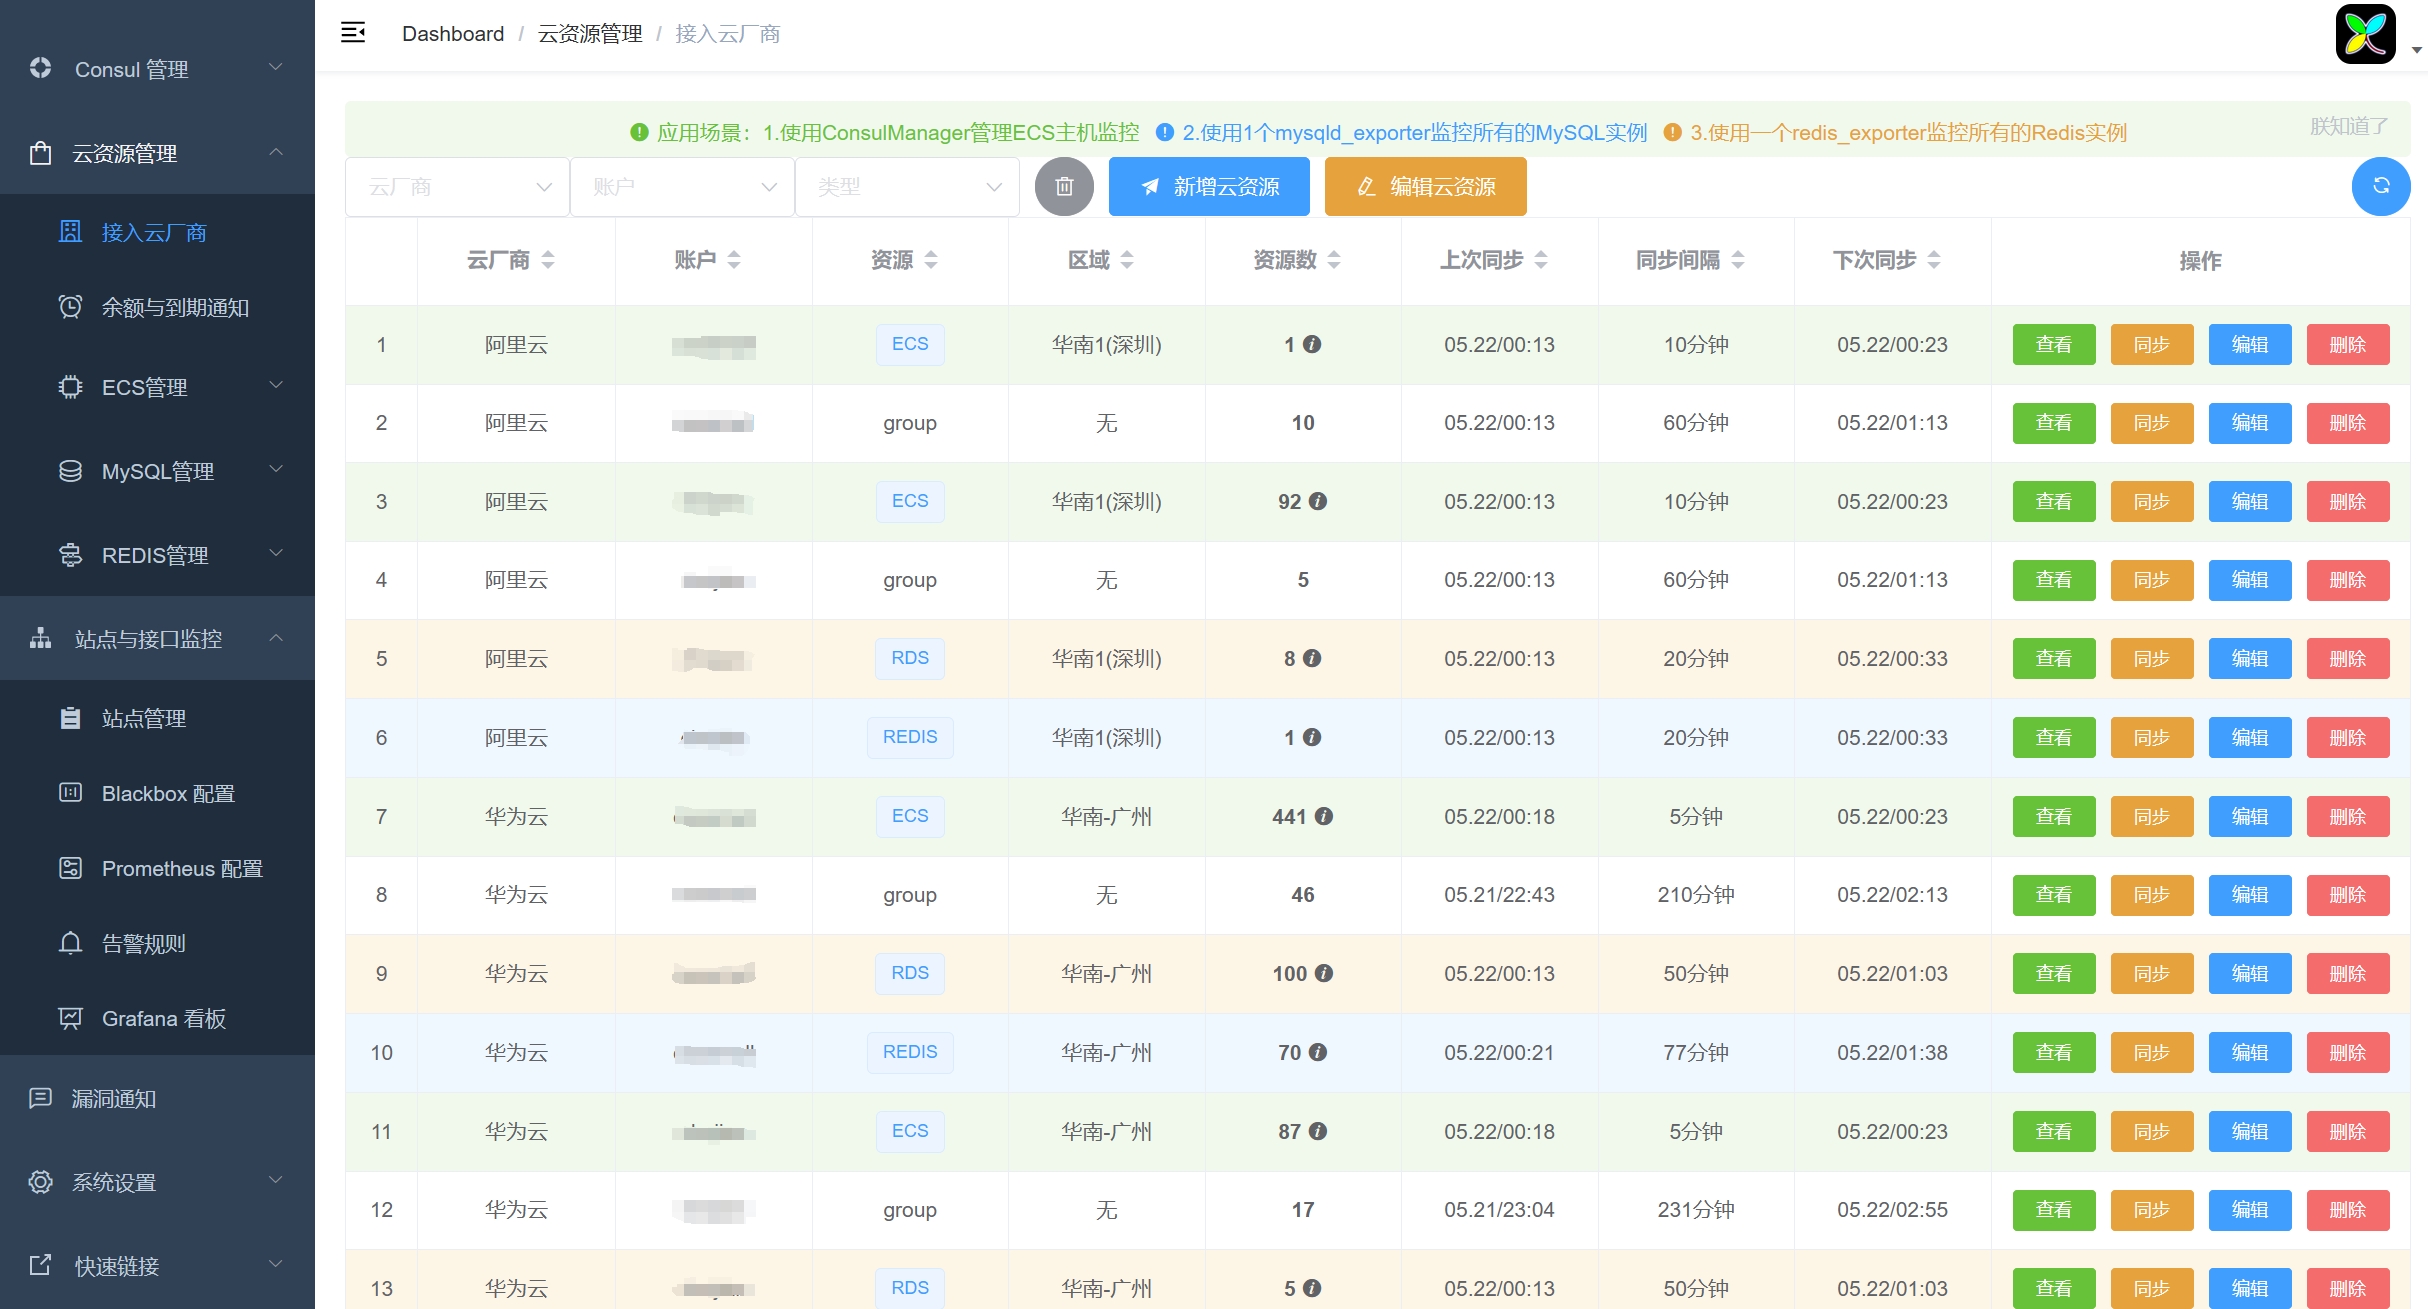 Dashboard / 云资源管理 / 接入云厂商
Consul 管理
云资源管理
接入云厂商
余额与到期通知
ECS管理
MySQL管理
REDIS管理
站点与接口监控
站点管理
Blackbox 配置
Prometheus 配置
告警规则
Grafana 看板
漏洞通知
系统设置
快速链接
应用场景：1.使用ConsulManager管理ECS主机监控 2.使用1个mysqld_exporter监控所有的MySQL实例 3.使用一个redis_exporter监控所有的Redis实例 朕知道了
云厂商 账户 类型 新增云资源 编辑云资源
云厂商 账户 资源 区域 资源数 上次同步 同步间隔 下次同步 操作
1 阿里云 ECS 华南1(深圳) 1 05.22/00:13 10分钟 05.22/00:23 查看 同步 编辑 删除
2 阿里云 group 无 10 05.22/00:13 60分钟 05.22/01:13 查看 同步 编辑 删除
3 阿里云 ECS 华南1(深圳) 92 05.22/00:13 10分钟 05.22/00:23 查看 同步 编辑 删除
4 阿里云 group 无 5 05.22/00:13 60分钟 05.22/01:13 查看 同步 编辑 删除
5 阿里云 RDS 华南1(深圳) 8 05.22/00:13 20分钟 05.22/00:33 查看 同步 编辑 删除
6 阿里云 REDIS 华南1(深圳) 1 05.22/00:13 20分钟 05.22/00:33 查看 同步 编辑 删除
7 华为云 ECS 华南-广州 441 05.22/00:18 5分钟 05.22/00:23 查看 同步 编辑 删除
8 华为云 group 无 46 05.21/22:43 210分钟 05.22/02:13 查看 同步 编辑 删除
9 华为云 RDS 华南-广州 100 05.22/00:13 50分钟 05.22/01:03 查看 同步 编辑 删除
10 华为云 REDIS 华南-广州 70 05.22/00:21 77分钟 05.22/01:38 查看 同步 编辑 删除
11 华为云 ECS 华南-广州 87 05.22/00:18 5分钟 05.22/00:23 查看 同步 编辑 删除
12 华为云 group 无 17 05.21/23:04 231分钟 05.22/02:55 查看 同步 编辑 删除
13 华为云 RDS 华南-广州 5 05.22/00:13 50分钟 05.22/01:03 查看 同步 编辑 删除